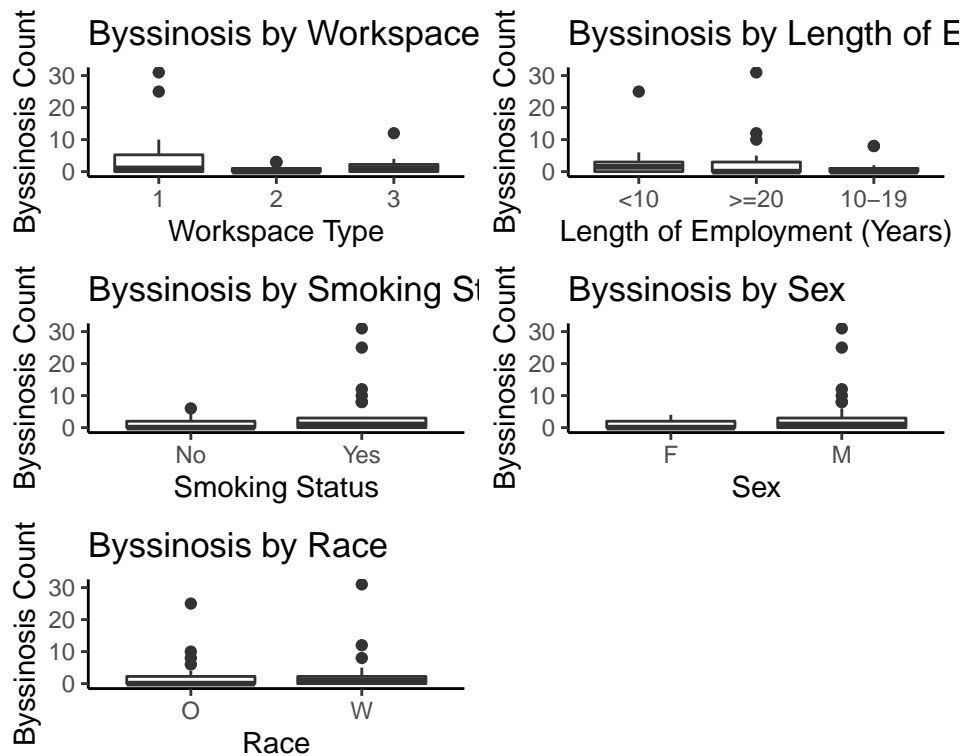 Byssinosis by Workspace
Byssinosis Count
30
20
10
0
1 2 3
Workspace Type
Byssinosis by Length of E
Byssinosis Count
30
20
10
0
<10 >=20 10−19
Length of Employment (Years)
Byssinosis by Smoking St
Byssinosis Count
30
20
10
0
No Yes
Smoking Status
Byssinosis by Sex
Byssinosis Count
30
20
10
0
F M
Sex
Byssinosis by Race
Byssinosis Count
30
20
10
0
O W
Race